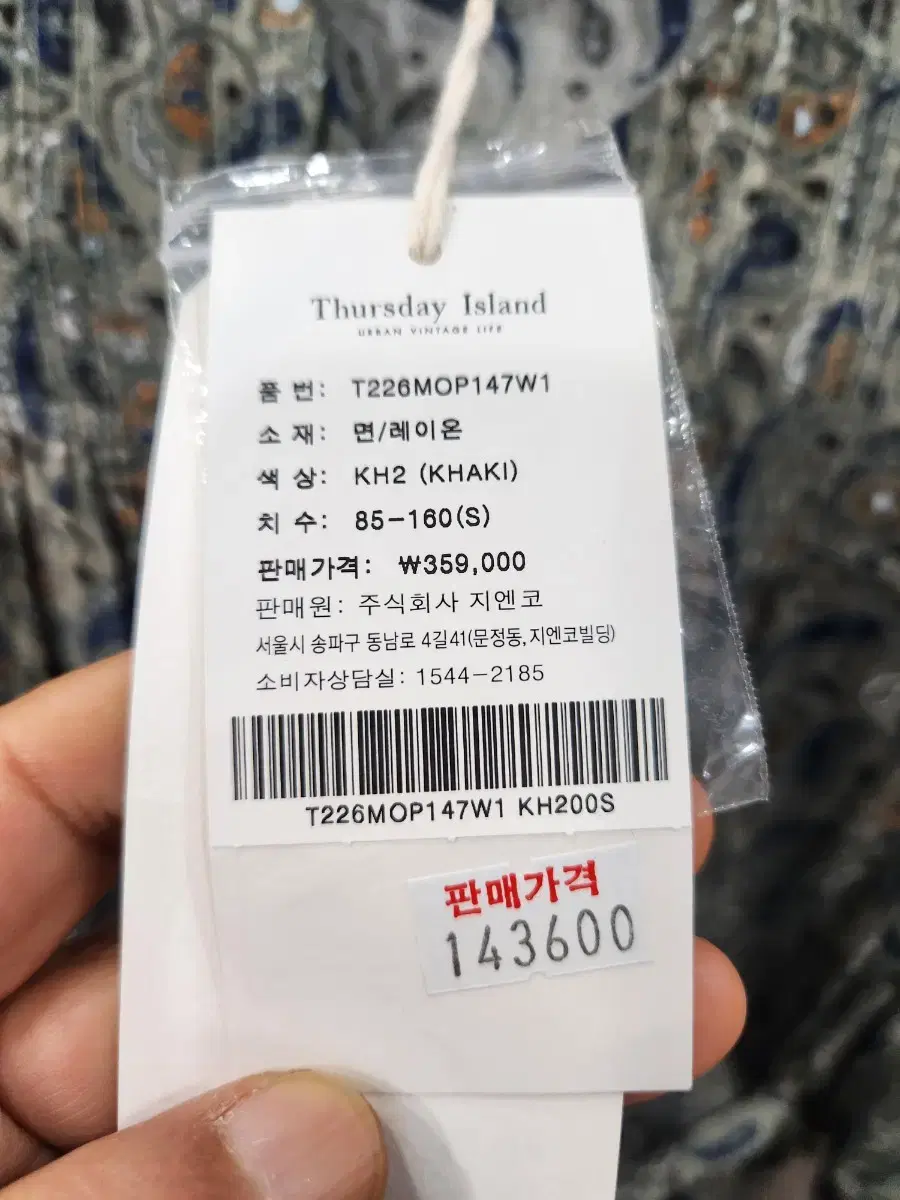 Thursday Island
URBAN VINTAGE LIFE
품 번: T226MOP147W1
소 재: 면/레이온
색 상: KH2 (KHAKI)
치 수: 85-160(S)
판매가격: ₩359,000
판매원: 주식회사 지엔코
서울시 송파구 동남로 4길41(문정동,지엔코빌딩)
소비자상담실: 1544-2185
T226MOP147W1 KH200S
판매가격
143600